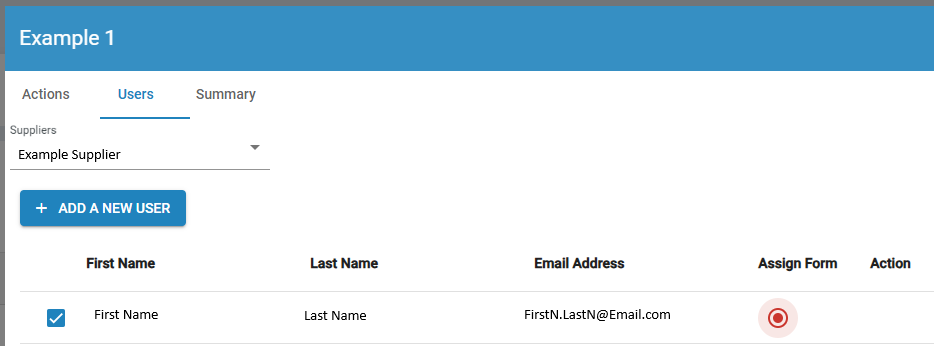 Example 1
Actions Users Summary
Suppliers
Example Supplier
+ ADD A NEW USER
First Name Last Name Email Address Assign Form Action
First Name Last Name FirstN.LastN@Email.com